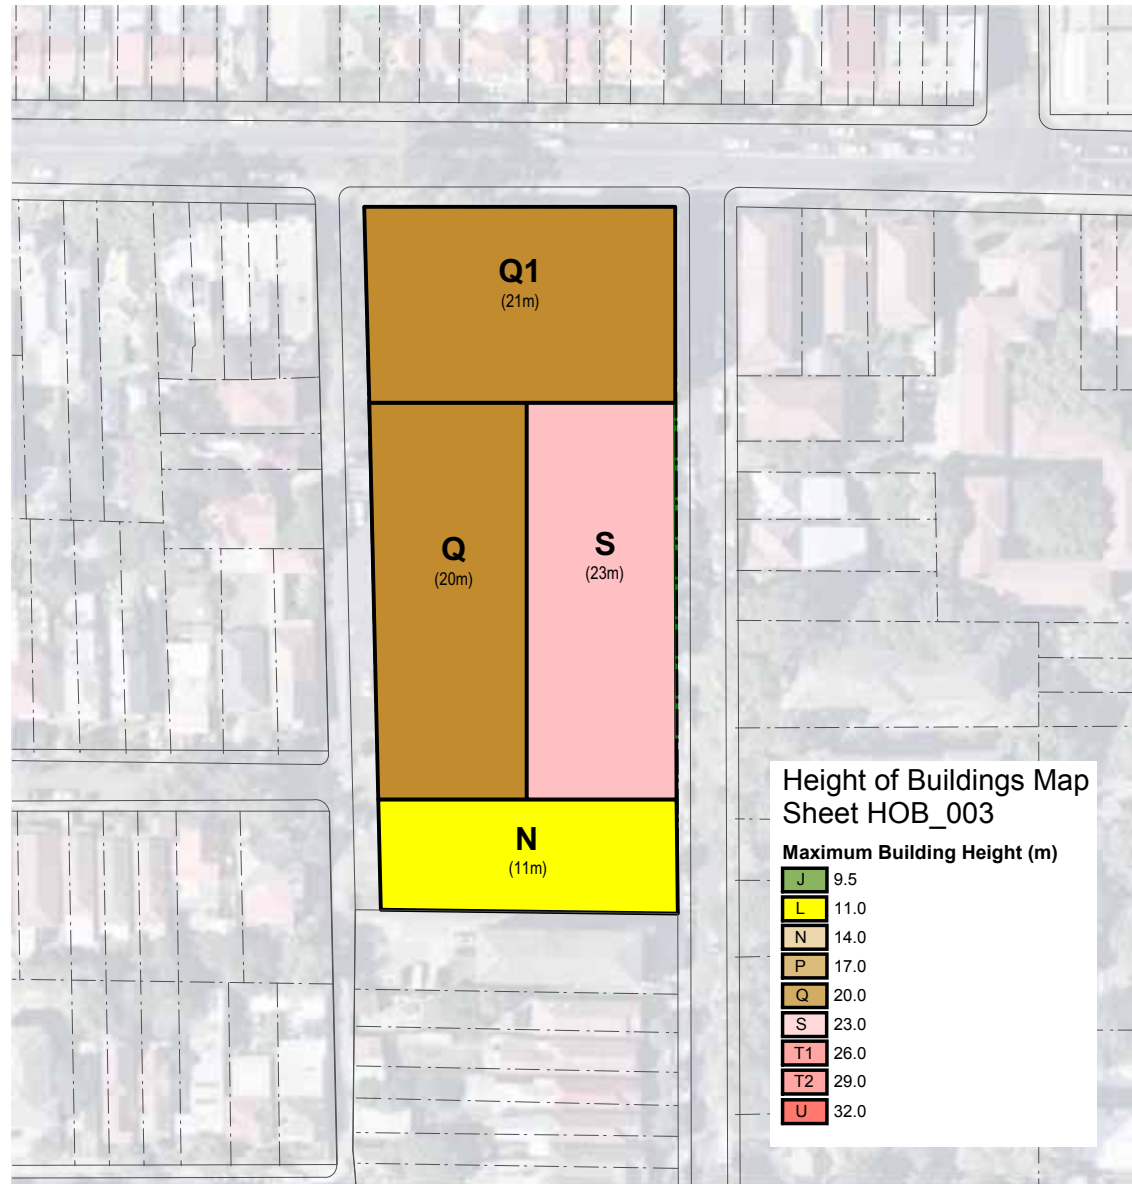 Q1
(21m)
Q
(20m)
S
(23m)
N
(11m)
Height of Buildings Map
Sheet HOB_003
Maximum Building Height (m)
J 9.5
L 11.0
N 14.0
P 17.0
Q 20.0
S 23.0
T1 26.0
T2 29.0
U 32.0